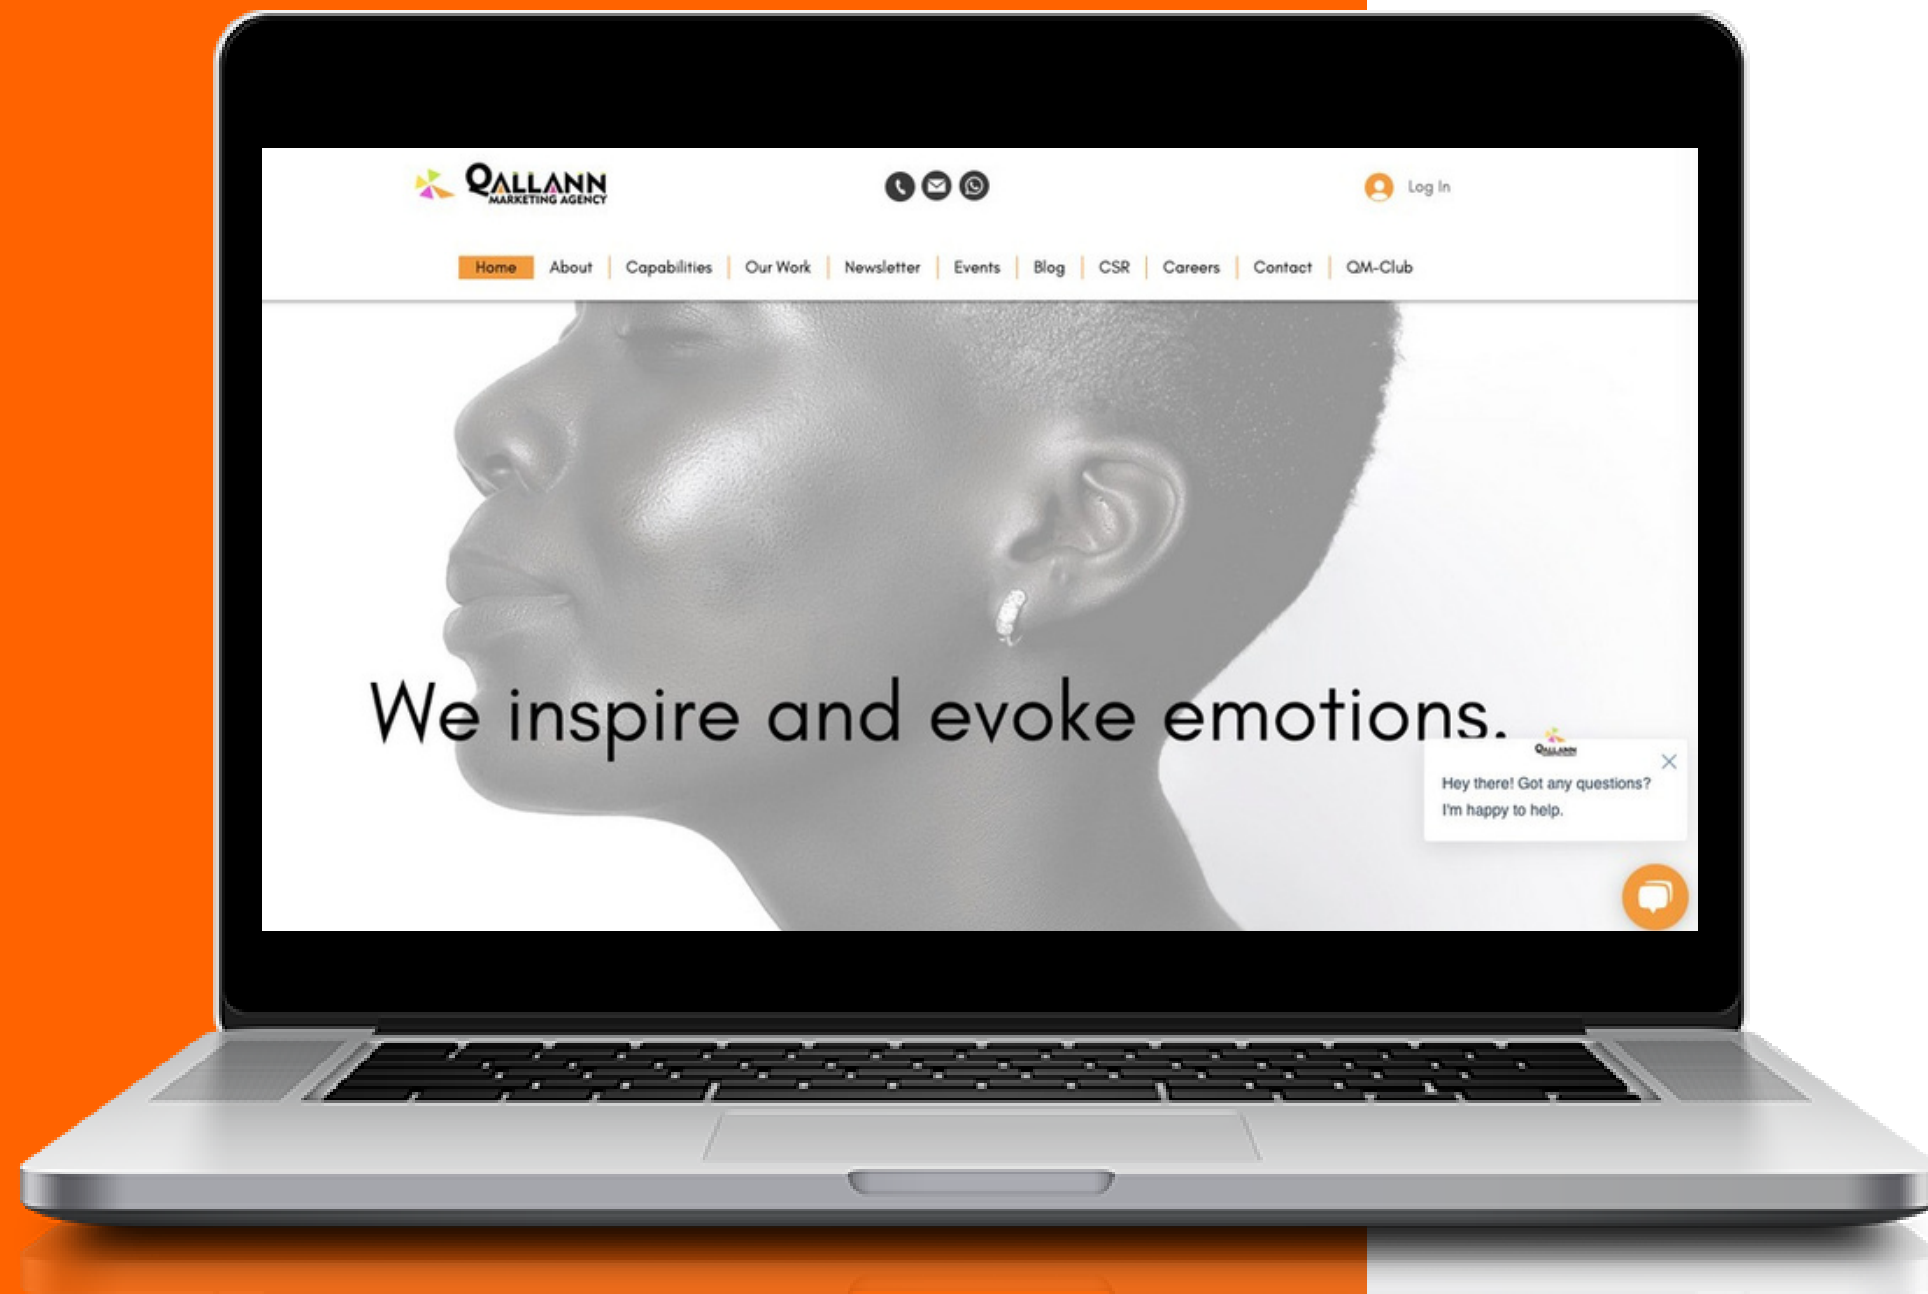 QALLANN
MARKETING AGENCY
Log In
Home About Capabilities Our Work Newsletter Events Blog CSR Careers Contact QM-Club
We inspire and evoke emotions.
QALLANN
Hey there! Got any questions?
I'm happy to help.